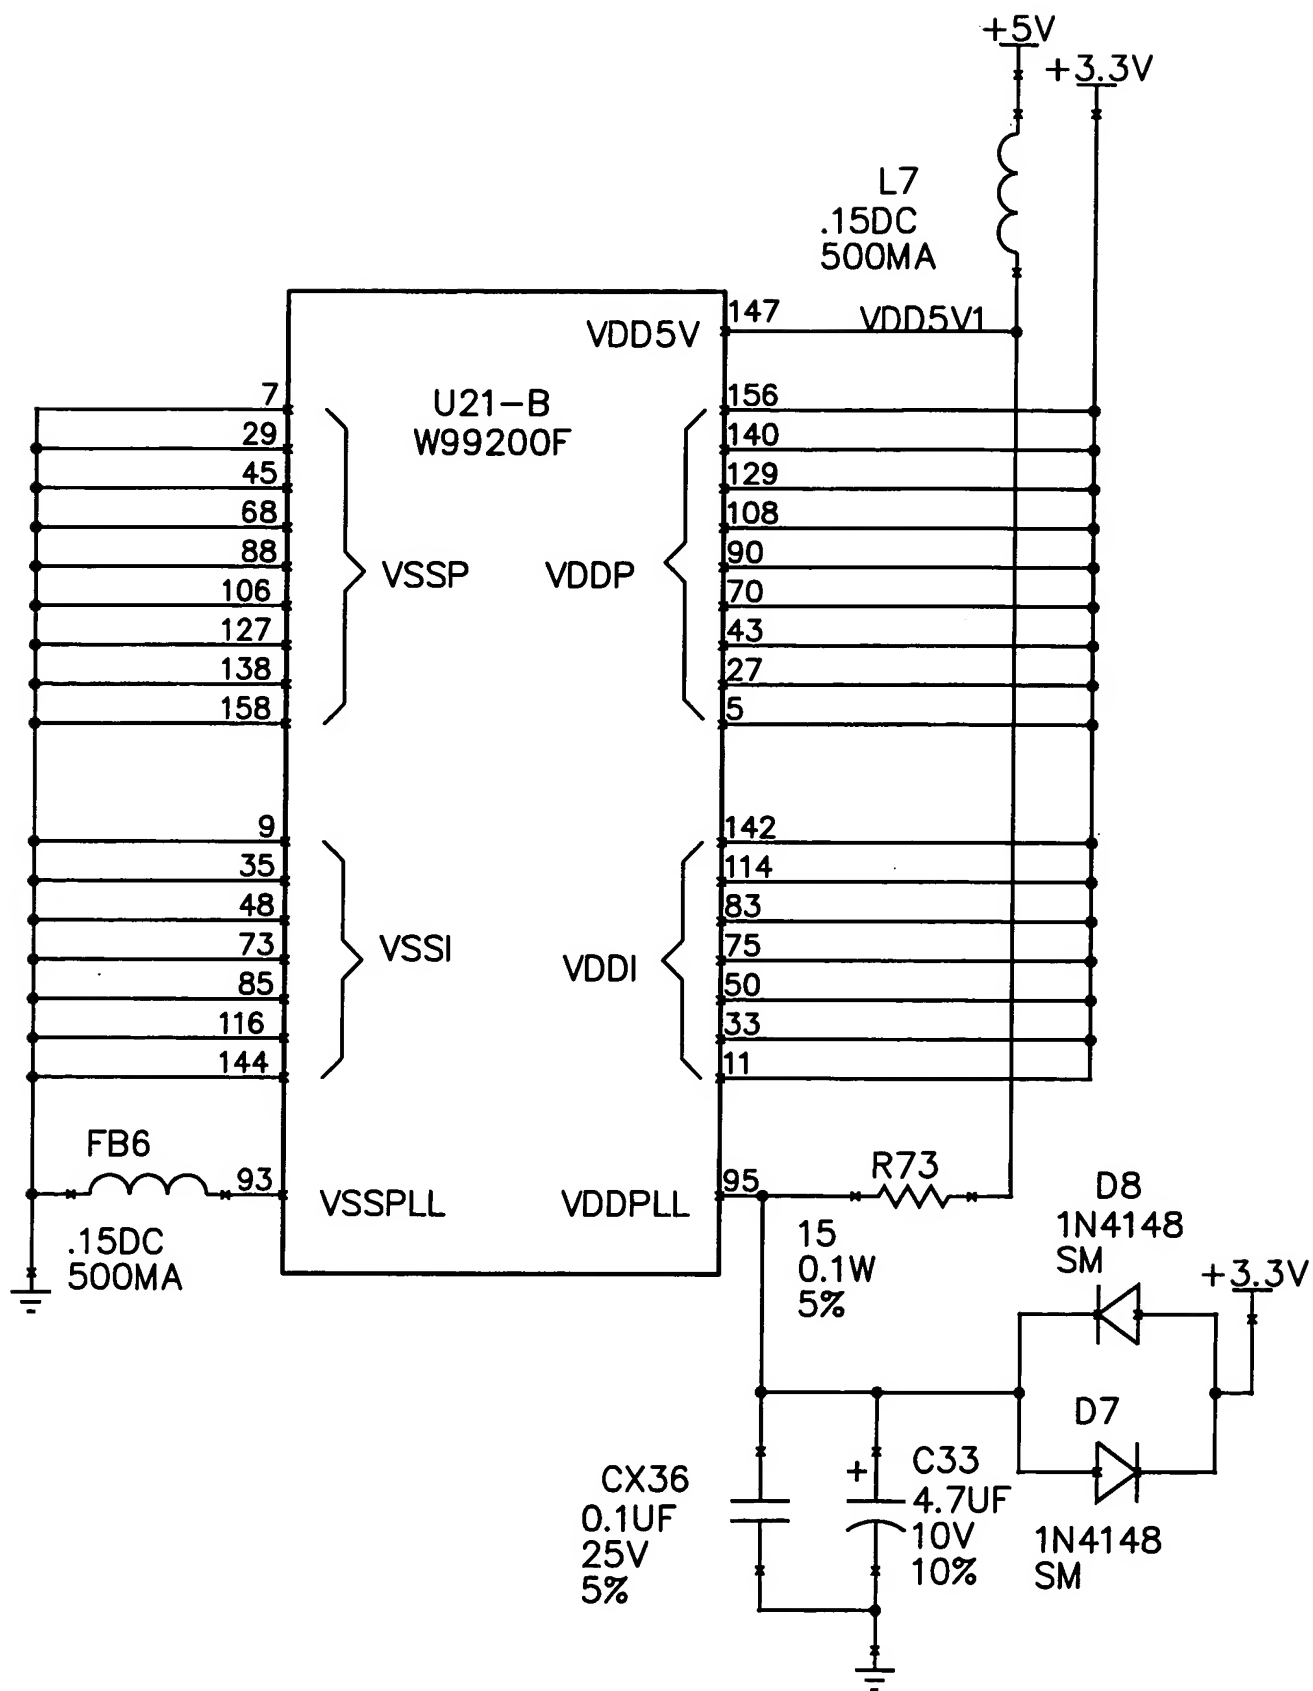 +5V
+3.3V
L7
.15DC
500MA
147
VDD5V1
VDD5V
U21-B
W99200F
7
29
45
68
88
106
127
138
158
VSSP
VDDP
156
140
129
108
90
70
43
27
5
9
35
48
73
85
116
144
VSSI
VDDI
142
114
83
75
50
33
11
FB6
93
.15DC
500MA
VSSPLL
VDDPLL
95
R73
15
0.1W
5%
D8
1N4148
SM
+3.3V
D7
1N4148
SM
CX36
0.1UF
25V
5%
+
C33
4.7UF
10V
10%